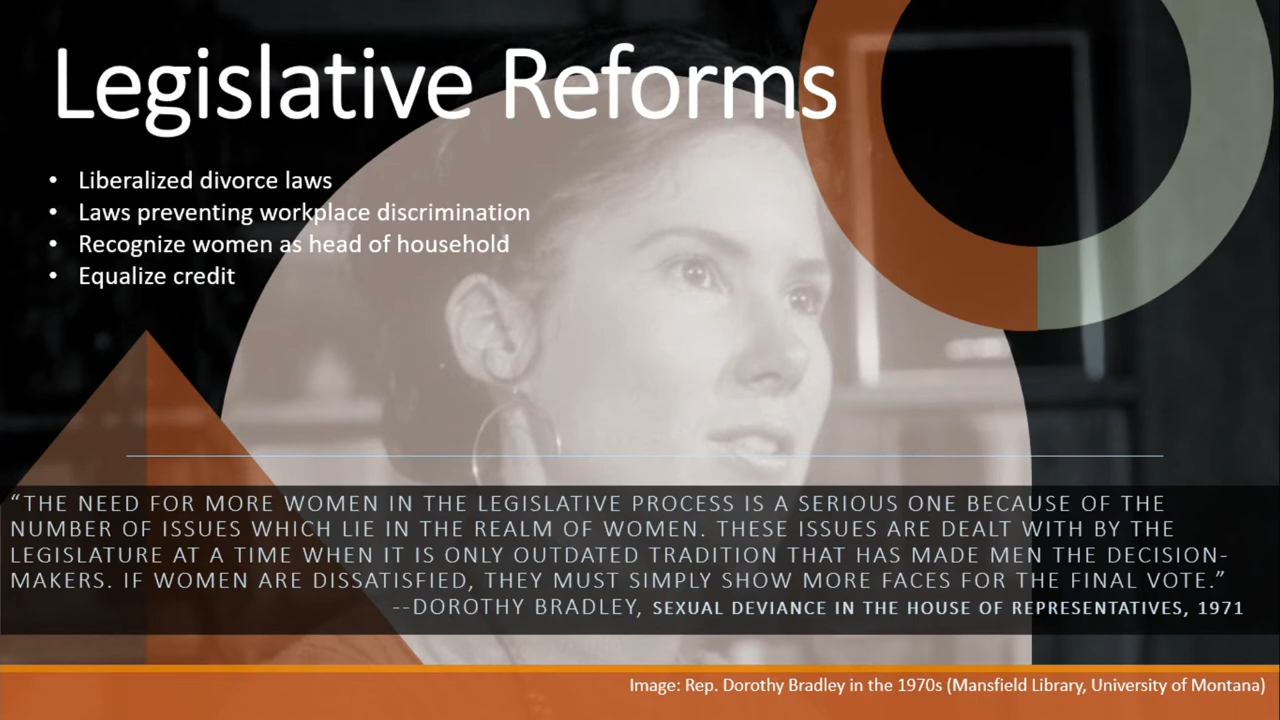 Legislative Reforms
• Liberalized divorce laws
• Laws preventing workplace discrimination
• Recognize women as head of household
• Equalize credit
“THE NEED FOR MORE WOMEN IN THE LEGISLATIVE PROCESS IS A SERIOUS ONE BECAUSE OF THE
NUMBER OF ISSUES WHICH LIE IN THE REALM OF WOMEN. THESE ISSUES ARE DEALT WITH BY THE
LEGISLATURE AT A TIME WHEN IT IS ONLY OUTDATED TRADITION THAT HAS MADE MEN THE DECISION-
MAKERS. IF WOMEN ARE DISSATISFIED, THEY MUST SIMPLY SHOW MORE FACES FOR THE FINAL VOTE.”
--DOROTHY BRADLEY, SEXUAL DEVIANCE IN THE HOUSE OF REPRESENTATIVES, 1971
Image: Rep. Dorothy Bradley in the 1970s (Mansfield Library, University of Montana)